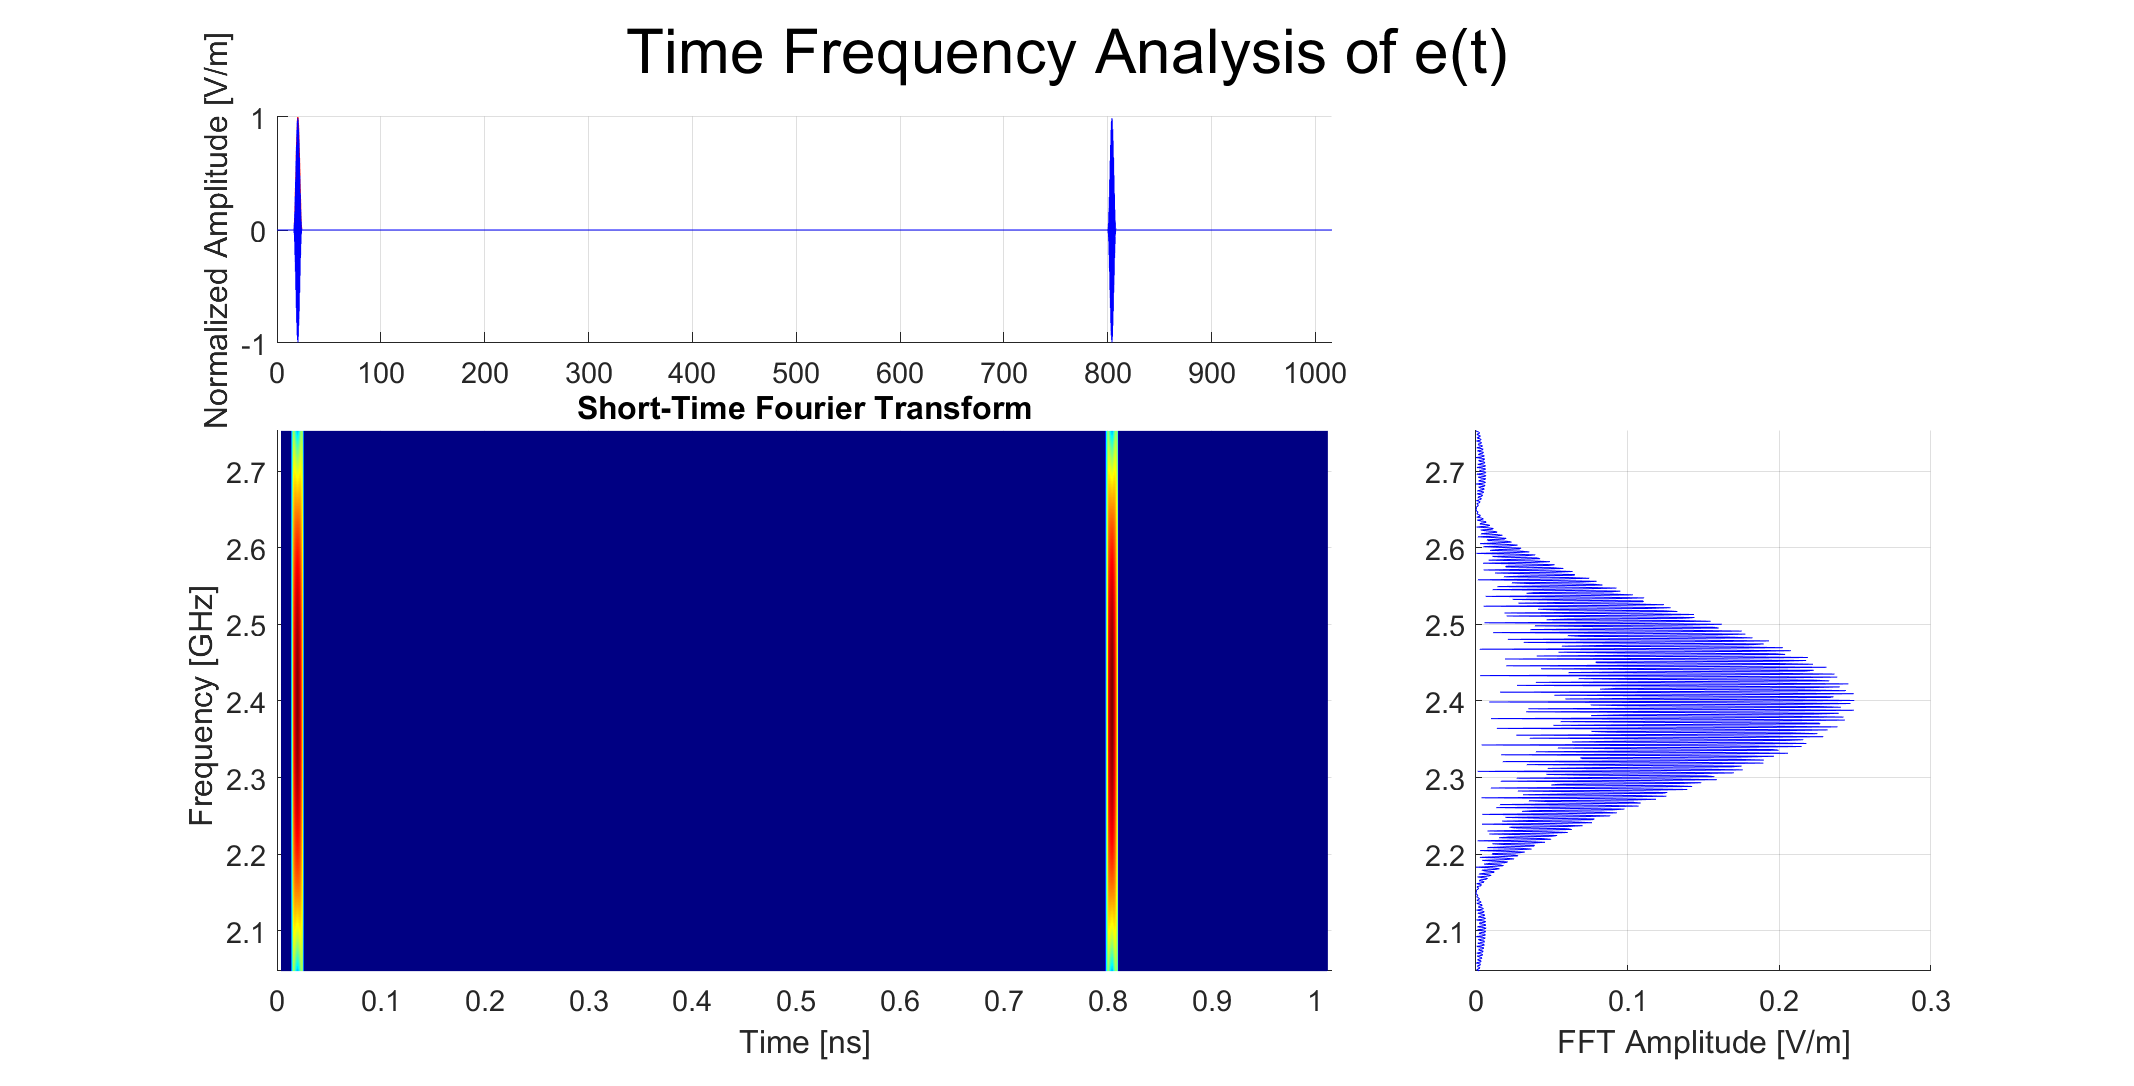 Time Frequency Analysis of e(t)
Normalized Amplitude [V/m]
1
0
-1
0 100 200 300 400 500 600 700 800 900 1000
Short-Time Fourier Transform
Frequency [GHz]
2.7
2.6
2.5
2.4
2.3
2.2
2.1
0 0.1 0.2 0.3 0.4 0.5 0.6 0.7 0.8 0.9 1
Time [ns]
2.7
2.6
2.5
2.4
2.3
2.2
2.1
0 0.1 0.2 0.3
FFT Amplitude [V/m]